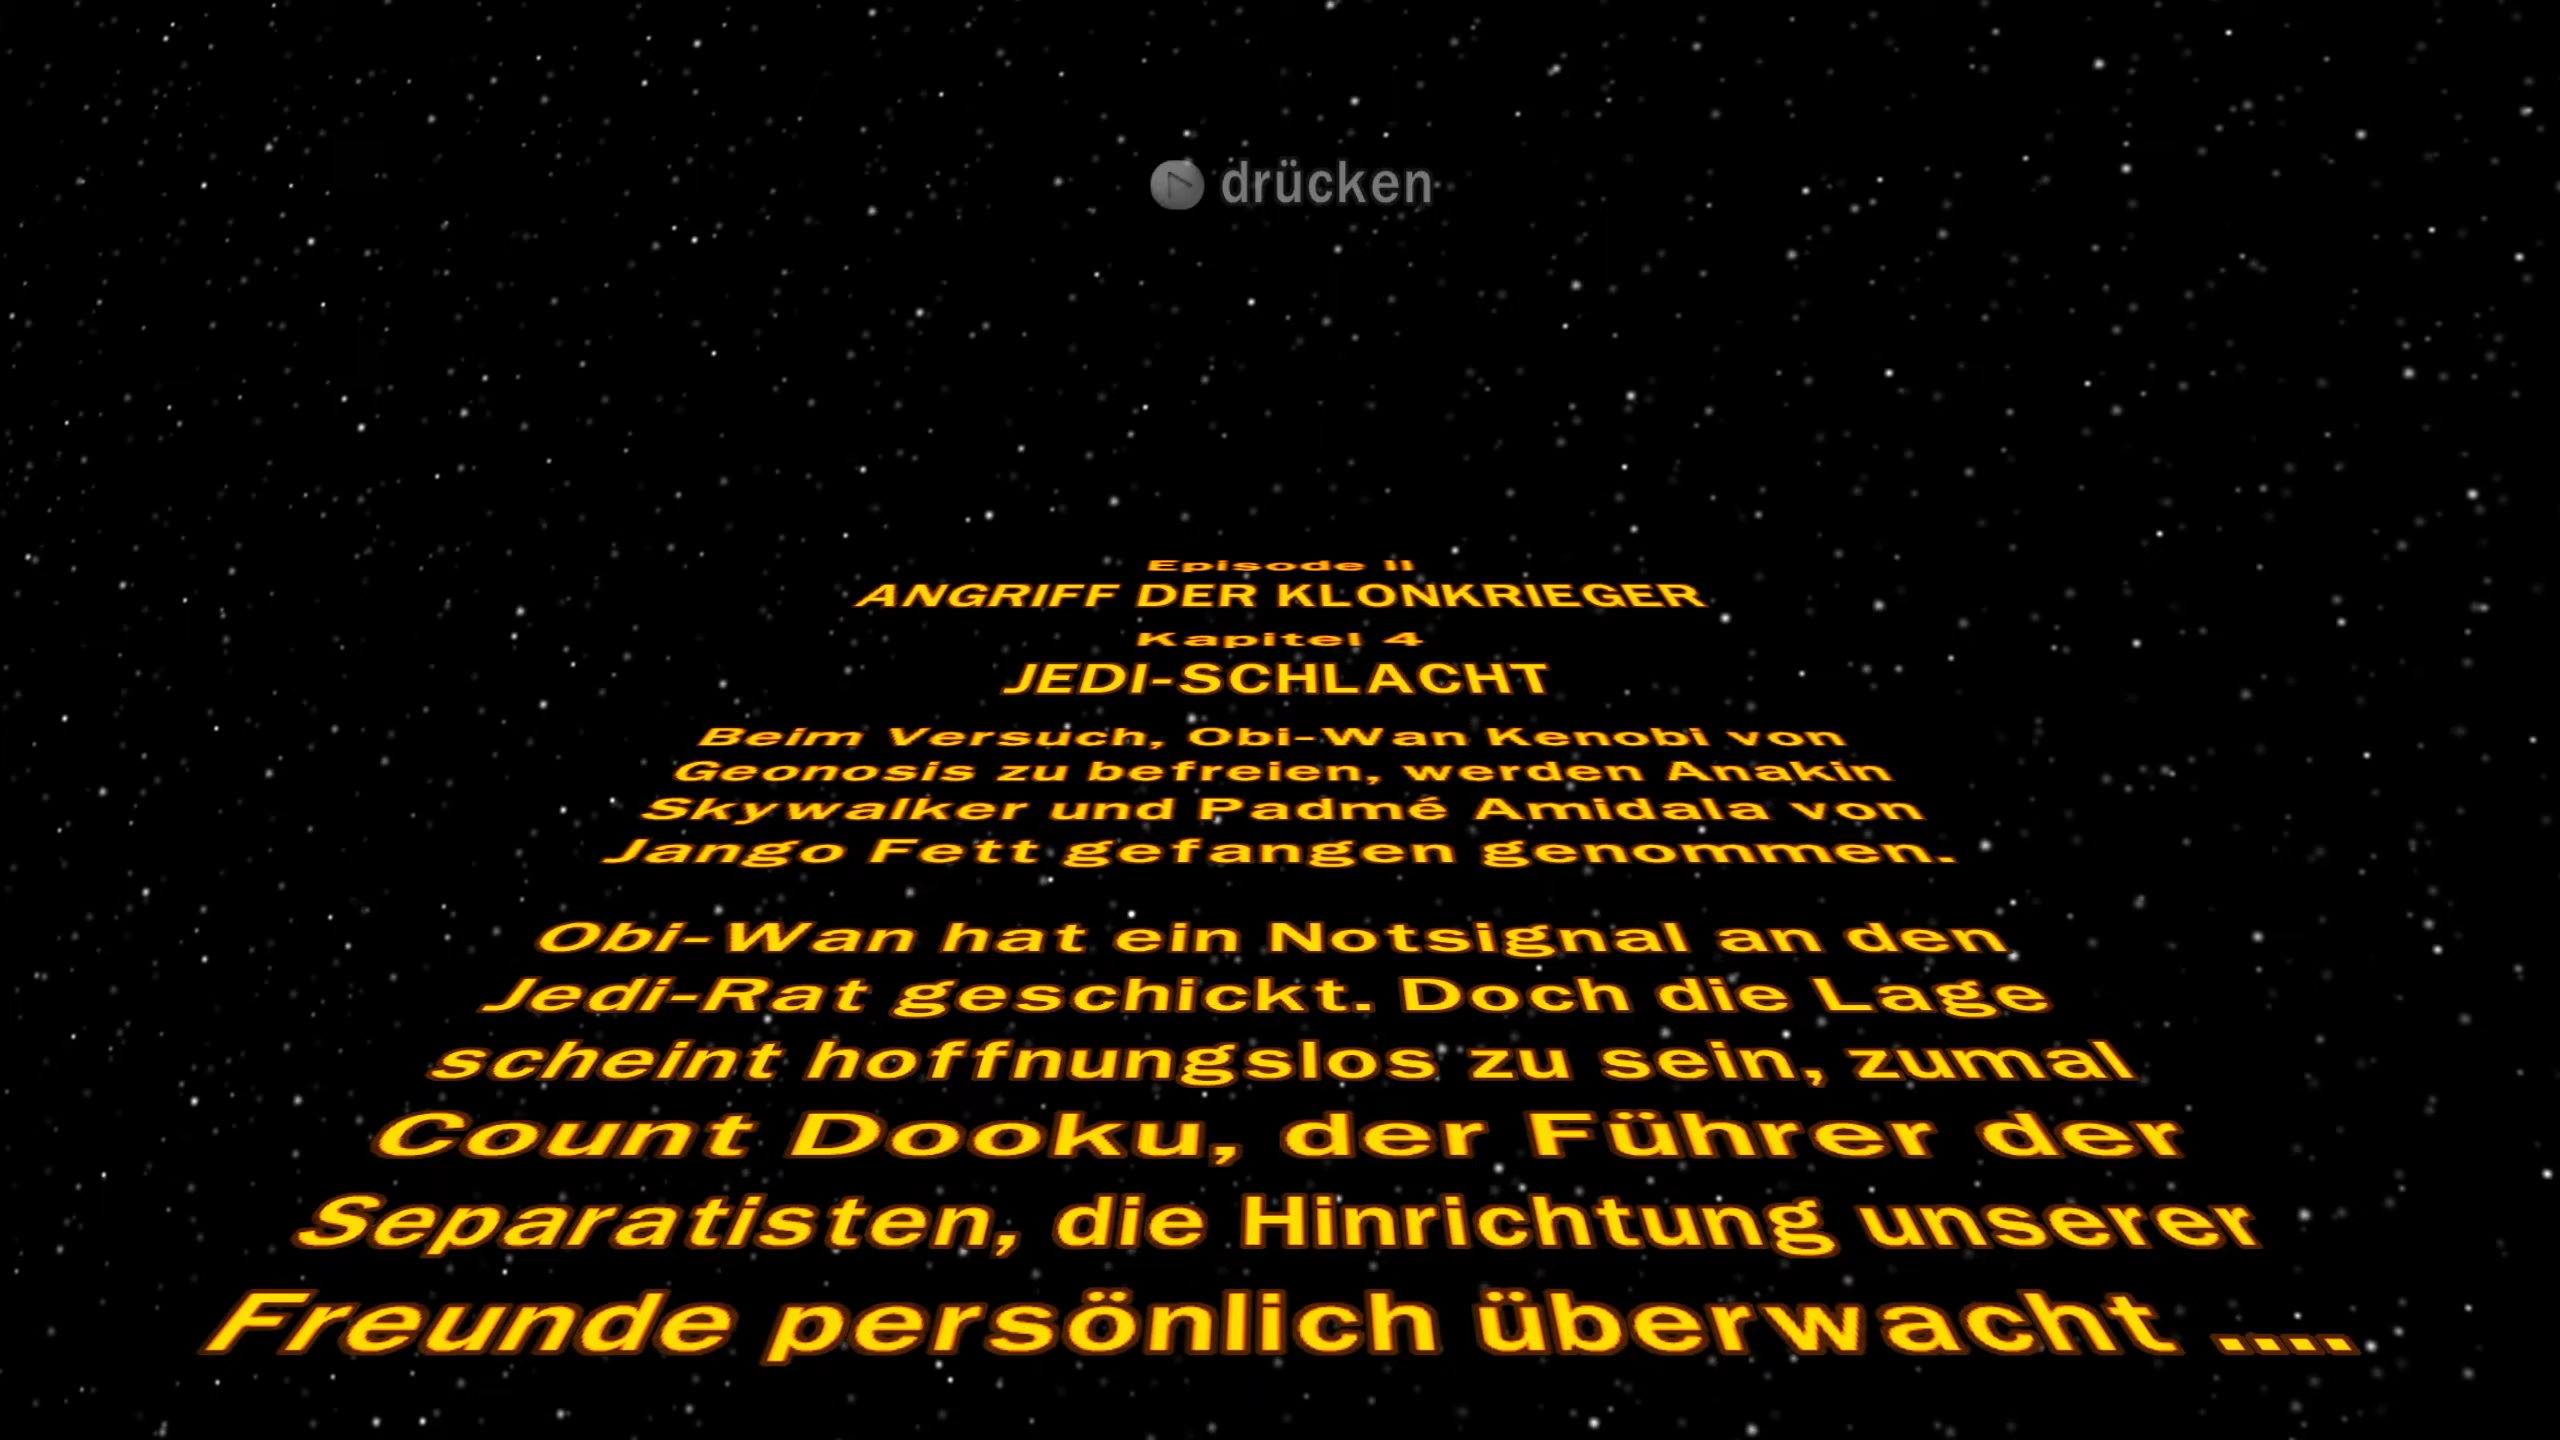 drücken
Episode II
ANGRIFF DER KLONKRIEGER
Kapitel 4
JEDI-SCHLACHT
Beim Versuch, Obi-Wan Kenobi von
Geonosis zu befreien, werden Anakin
Skywalker und Padmé Amidala von
Jango Fett gefangen genommen.
Obi-Wan hat ein Notsignal an den
Jedi-Rat geschickt. Doch die Lage
scheint hoffnungslos zu sein, zumal
Count Dooku, der Führer der
Separatisten, die Hinrichtung unserer
Freunde persönlich überwacht ....